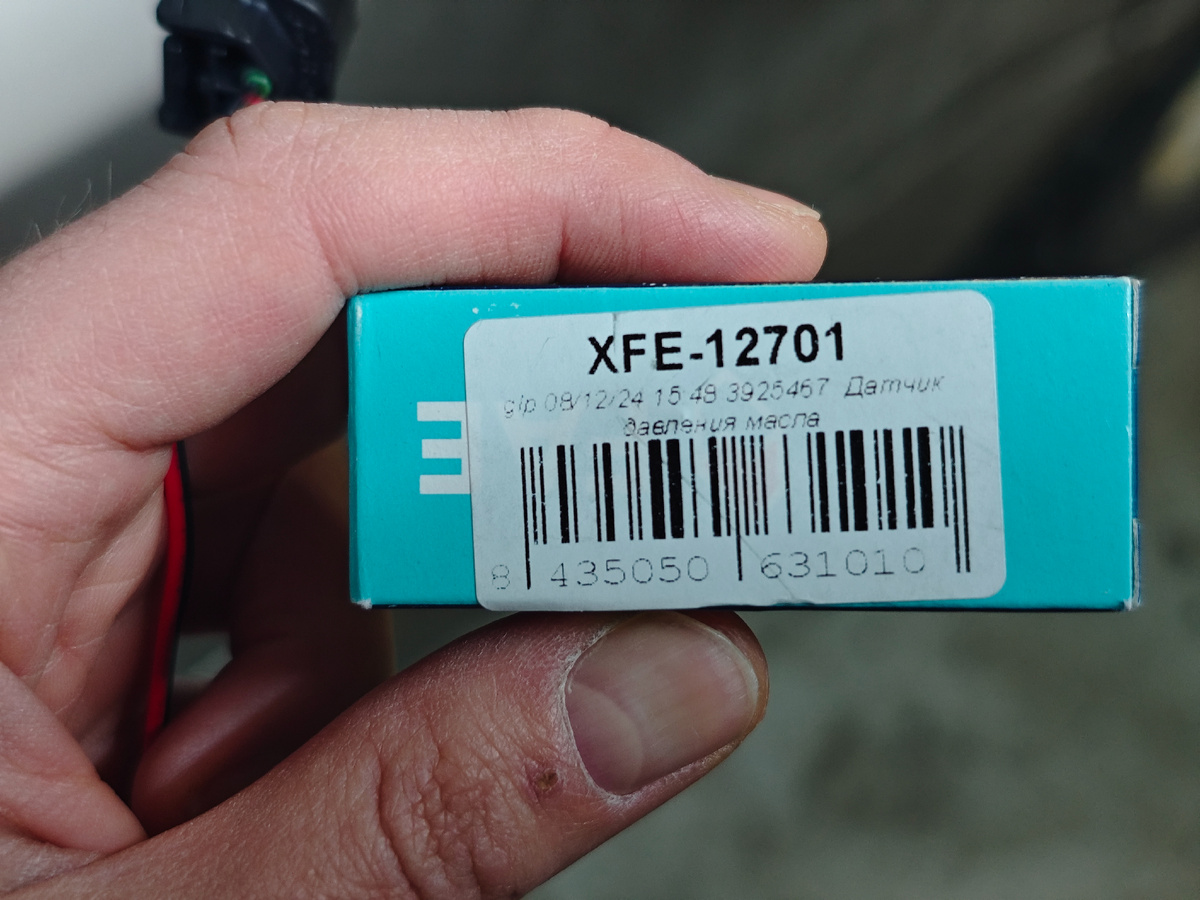 XFE-12701
g/p 08/12/24 15 48 3925467 Датчик
давления масла
E
8 435050 631010